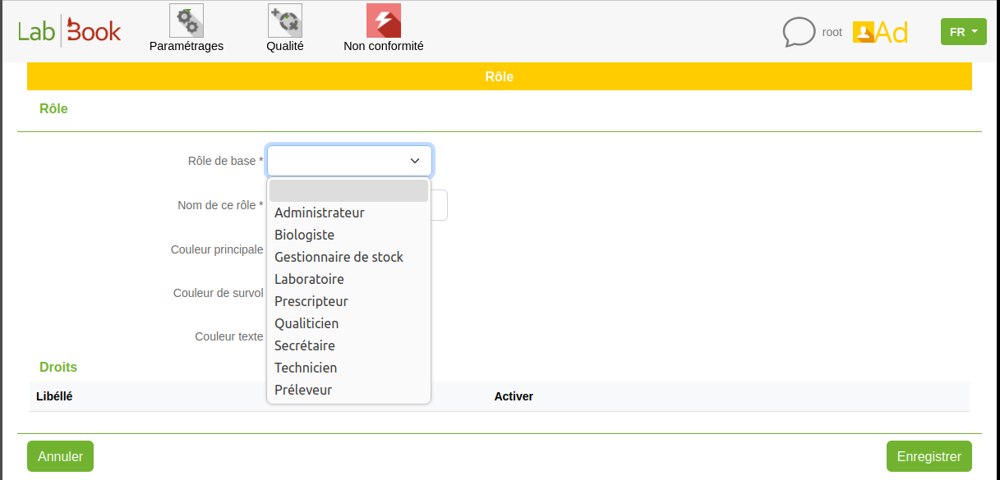 Lab Book
Paramétrages
Qualité
Non conformité
root
Ad
FR
Rôle
Rôle
Rôle de base *
Nom de ce rôle *
Administrateur
Biologiste
Couleur principale
Gestionnaire de stock
Laboratoire
Couleur de survol
Prescripteur
Qualiticien
Couleur texte
Secrétaire
Droits
Technicien
Préleveur
Libéllé Activer
Annuler Enregistrer